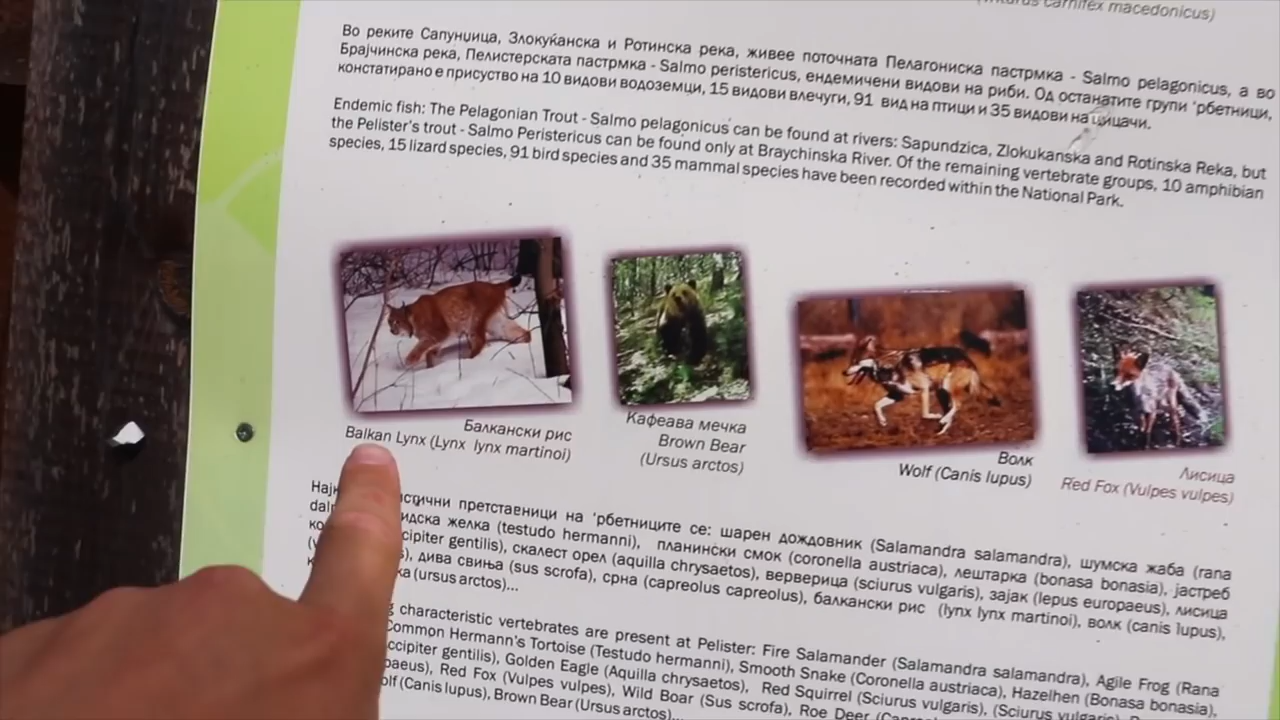 carnifex macedonicus)
Во реките Сапунџица, Злокуќанска и Ротинска река, живее поточната Пелагониска пастрмка - Salmo pelagonicus, а во
Брајчинска река, Пелистерската пастрмка - Salmo peristericus, ендемичени видови на риби. Од останатите групи 'рбетници,
констатирано е присуство на 10 видови водоземци, 15 видови влечуги, 91 вид на птици и 35 видови на цицачи.
Endemic fish: The Pelagonian Trout - Salmo pelagonicus can be found at rivers: Sapundzica, Zlokukanska and Rotinska Reka, but
the Pelister's trout - Salmo Peristericus can be found only at Braychinska River. Of the remaining vertebrate groups, 10 amphibian
species, 15 lizard species, 91 bird species and 35 mammal species have been recorded within the National Park.
Балкански рис
Balkan Lynx (Lynx lynx martinoi)
Кафеава мечка
Brown Bear
(Ursus arctos)
Волк
Wolf (Canis lupus)
Лисица
Red Fox (Vulpes vulpes)
претставници на 'рбетниците се: шарен дождовник (Salamandra salamandra), шумска жаба (rana
желка (testudo hermanni), планински смок (coronella austriaca), лештарка (bonasa bonasia), јастреб
gentilis), скалест орел (aquilla chrysaetos), верверица (sciurus vulgaris), зајак (lepus europaeus), лисица
дива свиња (sus scrofa), срна (capreolus capreolus), балкански рис (lynx lynx martinoi), волк (canis lupus),
(ursus arctos)...
characteristic vertebrates are present at Pelister: Fire Salamander (Salamandra salamandra), Agile Frog (Rana
Common Hermann's Tortoise (Testudo hermanni), Smooth Snake (Coronella austriaca), Hazelhen (Bonasa bonasia),
gentilis), Golden Eagle (Aquilla chrysaetos), Red Squirrel (Sciurus vulgaris), (Sciurus vulgaris),
Red Fox (Vulpes vulpes), Wild Boar (Sus scrofa), Roe Deer
(Canis lupus), Brown Bear (Ursus arctos)...